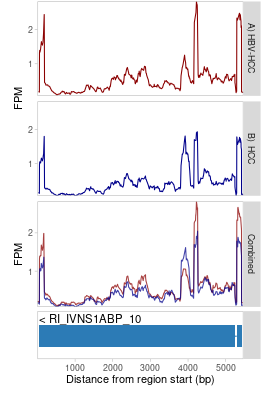 A) HBV-HCC
2
1
FPM
B) HCC
2
1
Combined
2
1
FPM
< RI_IVNS1ABP_10
1000 2000 3000 4000 5000
Distance from region start (bp)